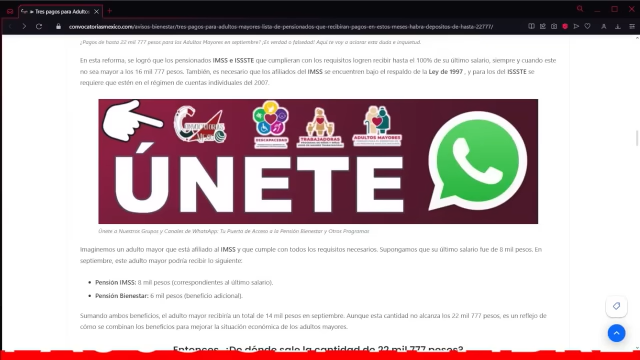 Tres pagos para Adulto
convocatoriasmexico.com/avisos-bienestar/tres-pagos-para-adultos-mayores-lista-de-pensionados-que-recibiran-pagos-en-estos-meses-habra-depositos-de-hasta-22777/
¿Pagos de hasta 22 mil 777 pesos para los Adultos Mayores en septiembre? ¿Es verdad o falsedad? Aquí te voy a
En esta reforma, se logró que los pensionados IMSS e ISSSTE que cumplieran con los requisitos logren recibir hasta el 100% de su último salario, siempre y cuando este
no sea mayor a los 16 mil 777 pesos. También, es necesario que los afiliados del IMSS se encuentren bajo el respaldo de la Ley de 1997 , y para los del ISSSTE se
requiere que estén en el régimen de cuentas individuales del 2007.
DISCAPACIDAD
TRABAJADORAS
ADULTOS MAYORES
ÚNETE
Únete a Nuestros Grupos y Canales de WhatsApp: Tu Puerta de Acceso a la Pensión Bienestar y Otros Programas
Imaginemos un adulto mayor que está afiliado al IMSS y que cumple con todos los requisitos necesarios. Supongamos que su último salario fue de 8 mil pesos. En
septiembre, este adulto mayor podría recibir lo siguiente:
• Pensión IMSS: 8 mil pesos (correspondientes al último salario).
• Pensión Bienestar: 6 mil pesos (beneficio adicional).
Sumando ambos beneficios, el adulto mayor recibiría un total de 14 mil pesos en septiembre. Aunque esta cantidad no alcanza los 22 mil 777 pesos, es un reflejo de
cómo se combinan los beneficios para mejorar la situación económica de los adultos mayores.
Entonces, ¿De dónde sale la cantidad de 22 mil 777 pesos?